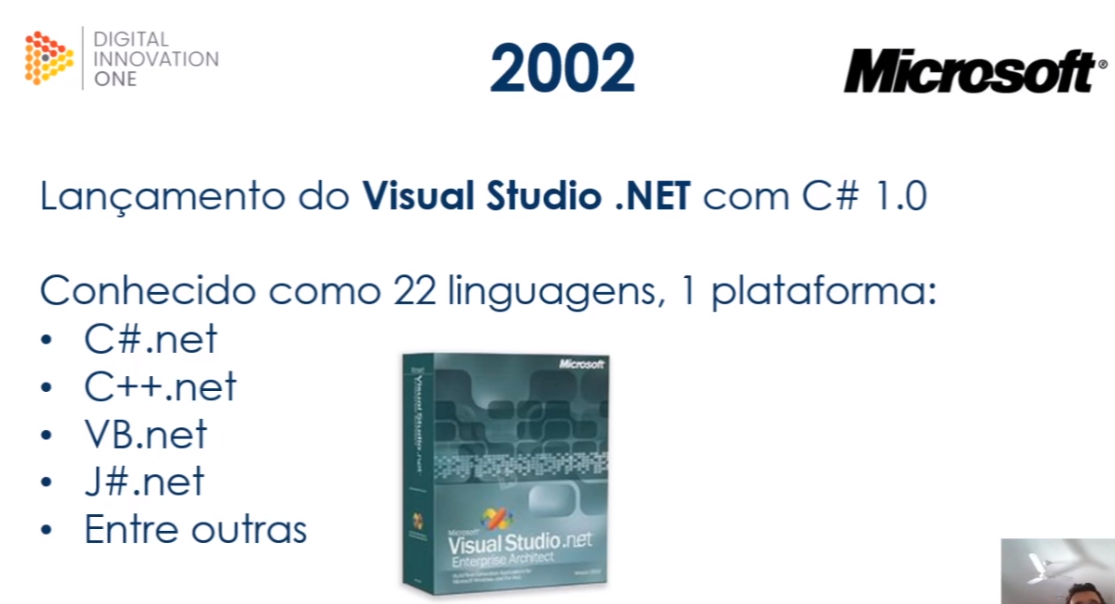 DIGITAL
INNOVATION
ONE
2002
Microsoft
Lançamento do Visual Studio .NET com C# 1.0
Conhecido como 22 linguagens, 1 plataforma:
• C#.net
• C++.net
• VB.net
• J#.net
• Entre outras
Microsoft
Visual Studio.net
Microsoft
Visual Studio.net
Enterprise Architect